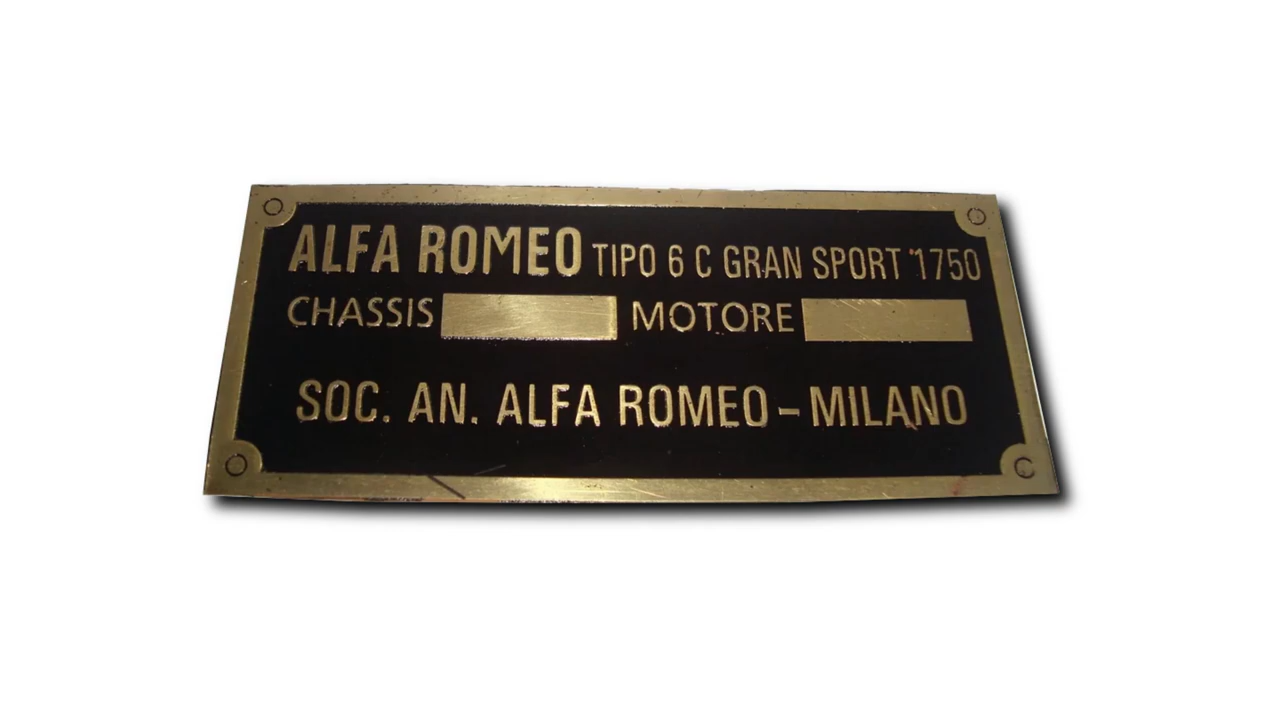 ALFA ROMEO TIPO 6 C GRAN SPORT 1750
CHASSIS MOTORE
SOC. AN. ALFA ROMEO - MILANO